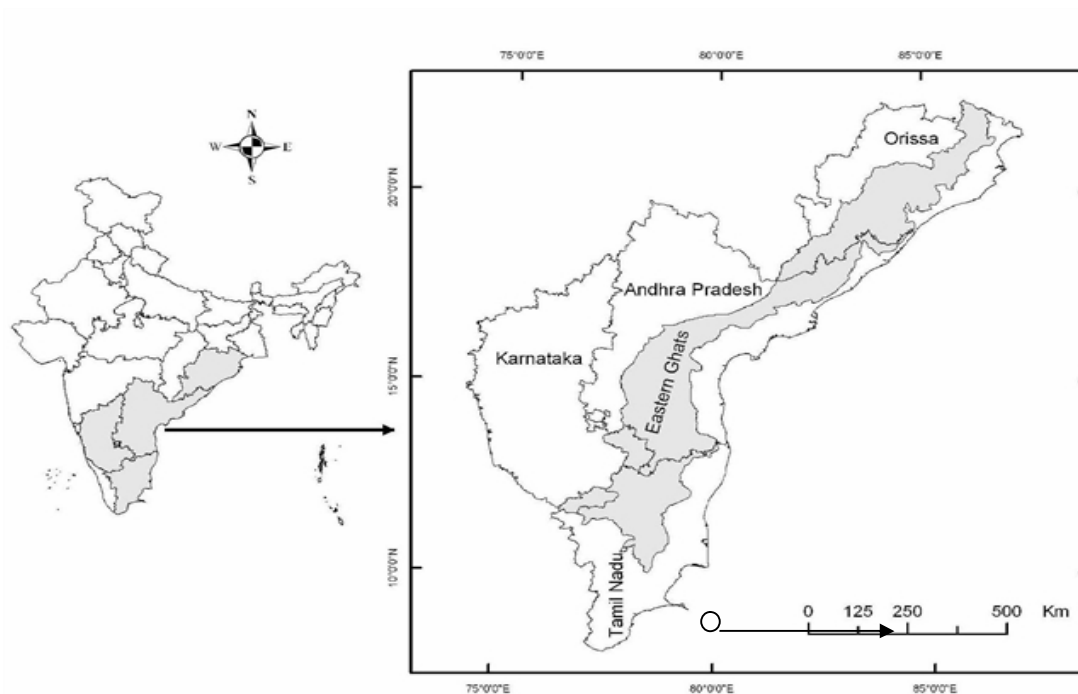 75°0'0"E 80°0'0"E 85°0'0"E
N
W E
S
20°0'0"N
15°0'0"N
10°0'0"N
Orissa
Andhra Pradesh
Karnataka
Eastern Ghats
Tamil Nadu
0 125 250 500 Km
75°0'0"E 80°0'0"E 85°0'0"E